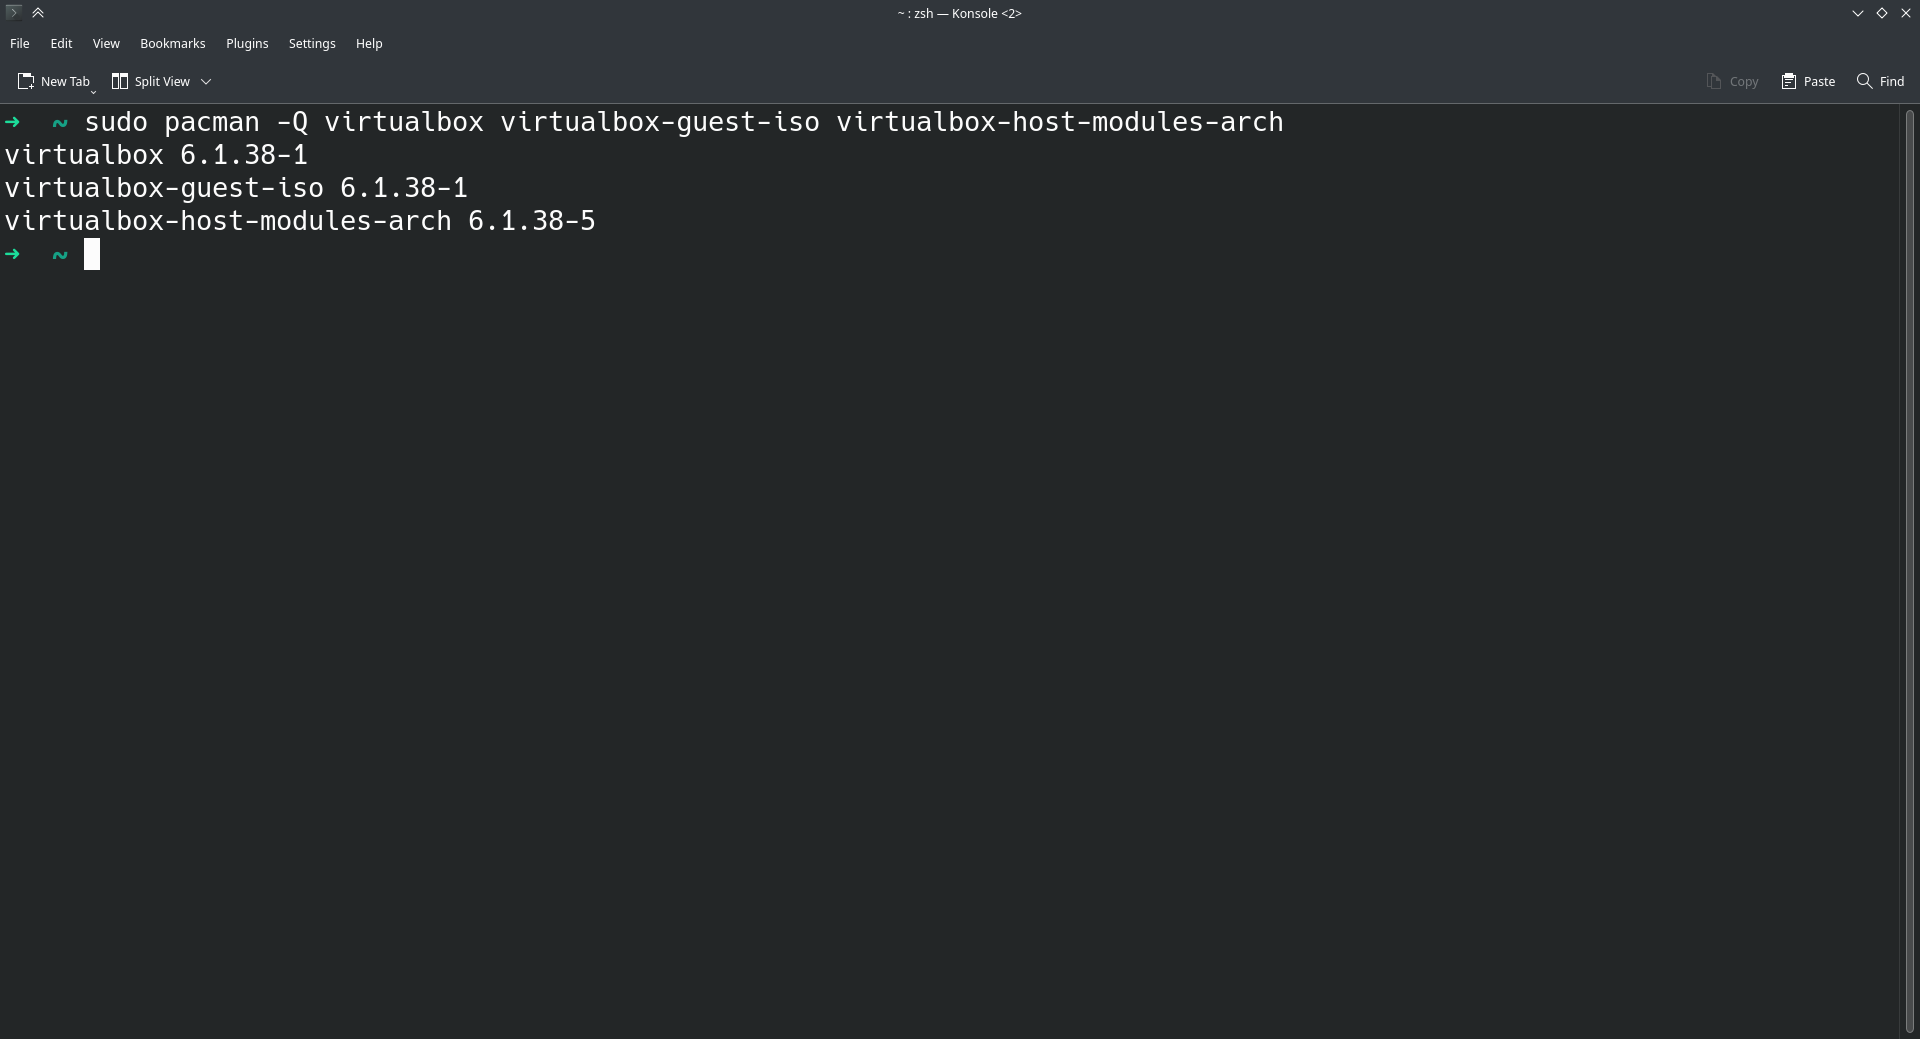 ~ : zsh — Konsole <2>
File Edit View Bookmarks Plugins Settings Help
New Tab Split View Copy Paste Find
➜ ~ sudo pacman -Q virtualbox virtualbox-guest-iso virtualbox-host-modules-arch
virtualbox 6.1.38-1
virtualbox-guest-iso 6.1.38-1
virtualbox-host-modules-arch 6.1.38-5
➜ ~